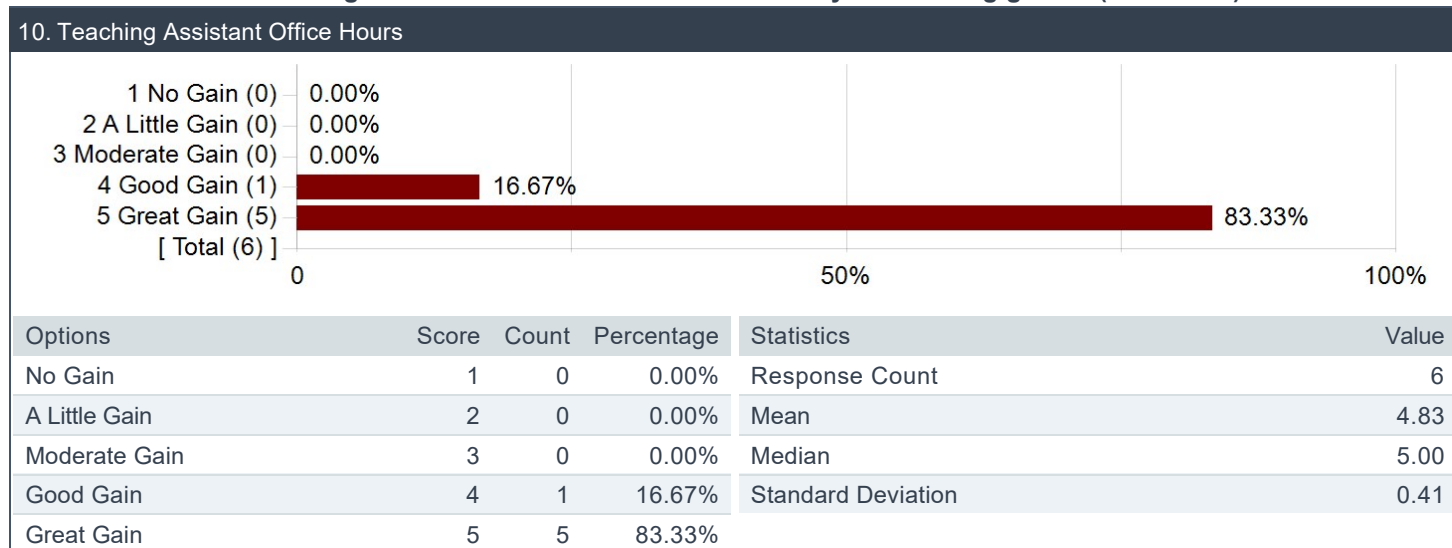 10. Teaching Assistant Office Hours
1 No Gain (0) 0.00%
2 A Little Gain (0) 0.00%
3 Moderate Gain (0) 0.00%
4 Good Gain (1) 16.67%
5 Great Gain (5) 83.33%
[ Total (6) ]
0 50% 100%
Options Score Count Percentage Statistics Value
No Gain 1 0 0.00% Response Count 6
A Little Gain 2 0 0.00% Mean 4.83
Moderate Gain 3 0 0.00% Median 5.00
Good Gain 4 1 16.67% Standard Deviation 0.41
Great Gain 5 5 83.33%